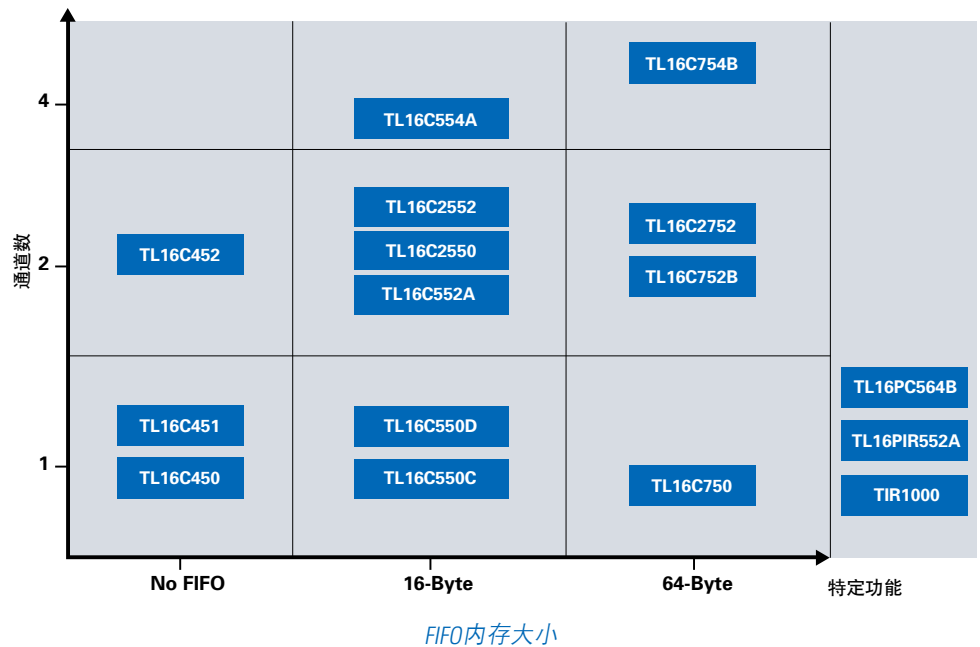 TL16C754B
4
TL16C554A
通道数
TL16C2552
TL16C2752
TL16C452
TL16C2550
2
TL16C752B
TL16C552A
TL16PC564B
TL16C451
TL16C550D
TL16PIR552A
1
TL16C450
TL16C550C
TL16C750
TIR1000
No FIFO
16-Byte
64-Byte
特定功能
FIFO内存大小